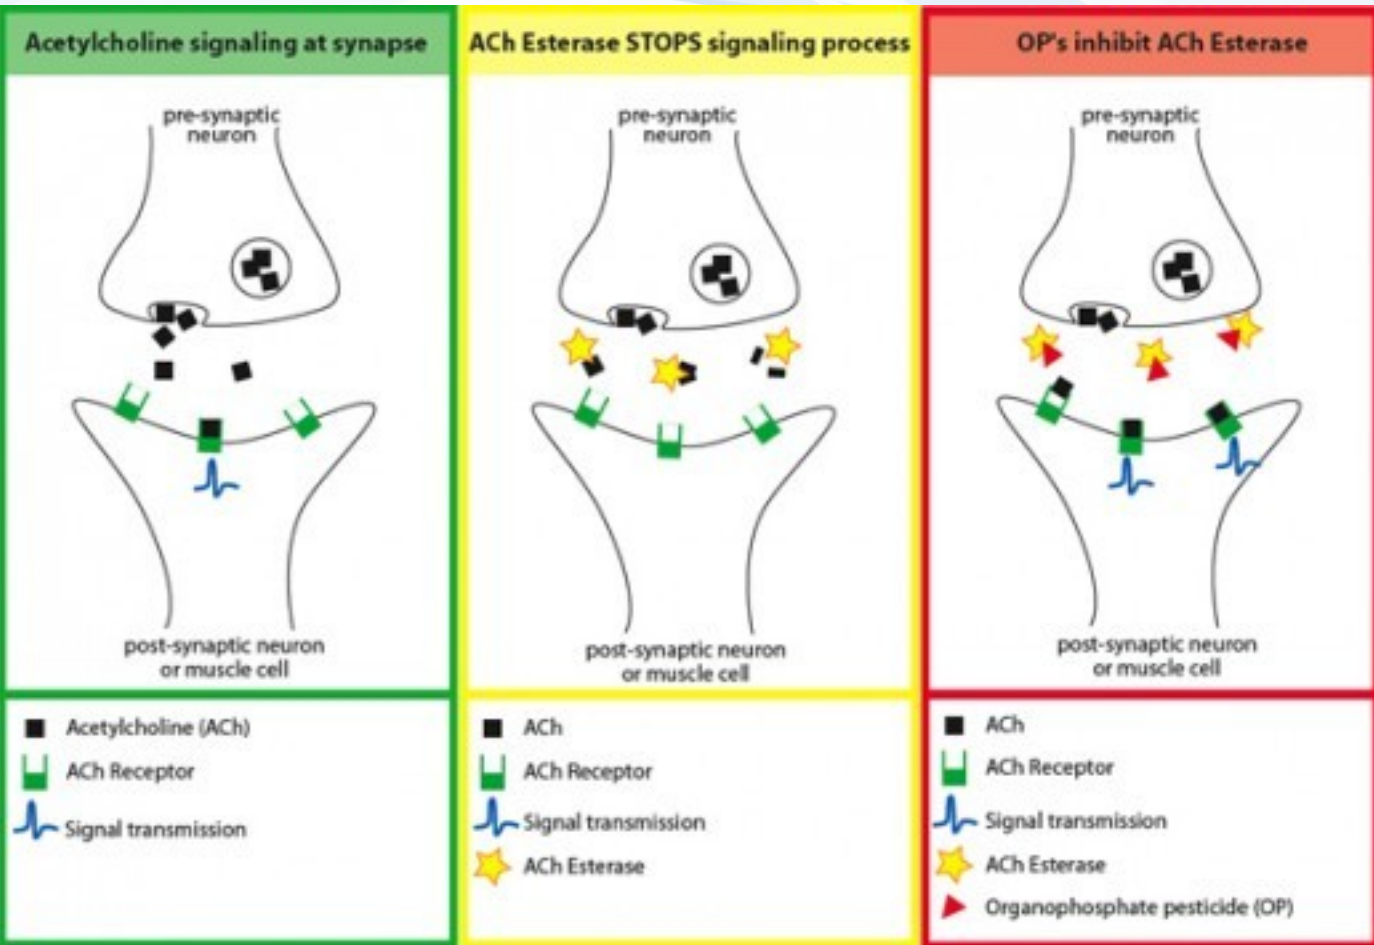 Acetylcholine signaling at synapse
pre-synaptic
neuron
post-synaptic neuron
or muscle cell
Acetylcholine (ACh)
ACh Receptor
Signal transmission
ACh Esterase STOPS signaling process
pre-synaptic
neuron
post-synaptic neuron
or muscle cell
ACh
ACh Receptor
Signal transmission
ACh Esterase
OP's inhibit ACh Esterase
pre-synaptic
neuron
post-synaptic neuron
or muscle cell
ACh
ACh Receptor
Signal transmission
ACh Esterase
Organophosphate pesticide (OP)